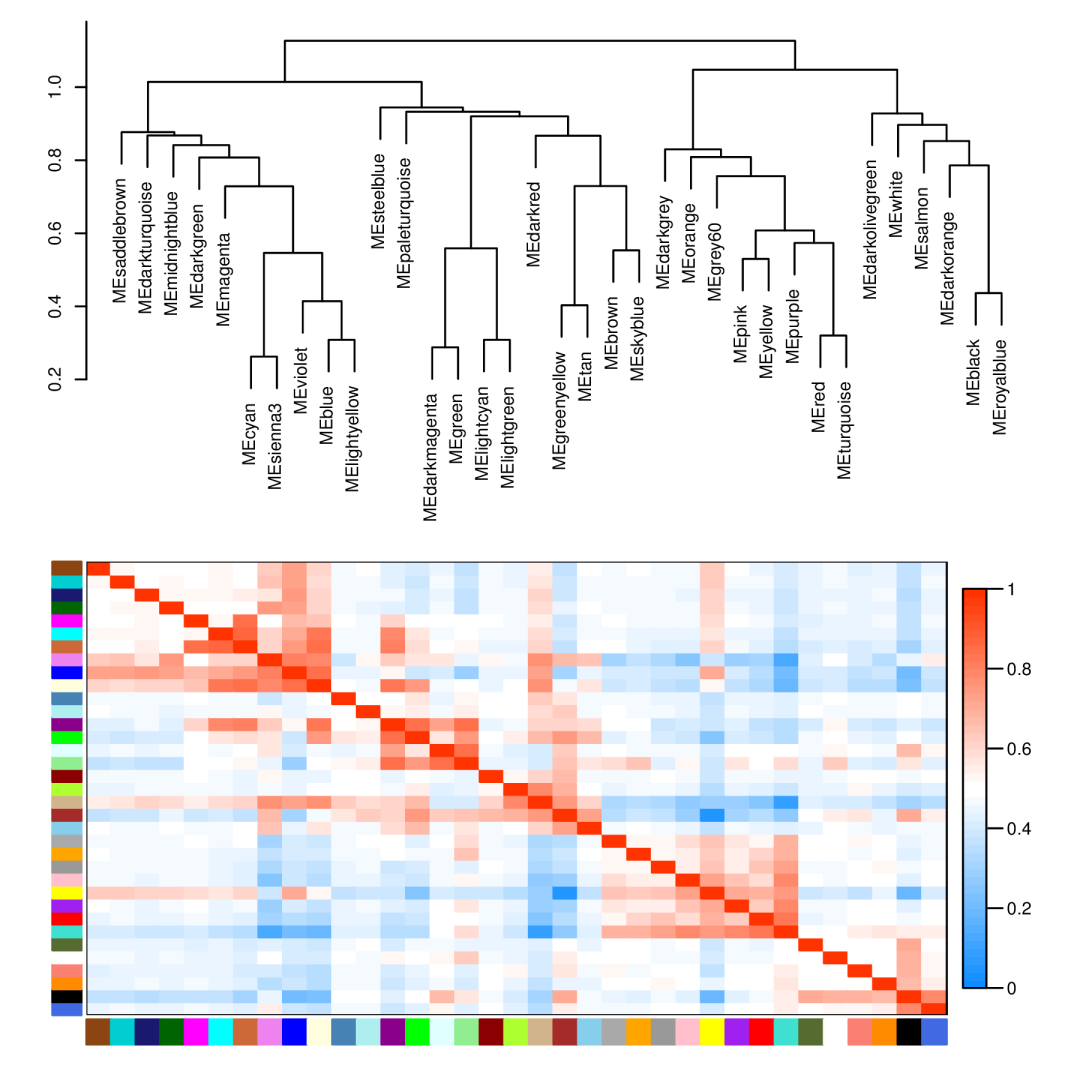 1.0
0.8
0.6
0.4
0.2
MEsaddlebrown
MEdarkturquoise
MEmidnightblue
MEdarkgreen
MEmagenta
MEcyan
MEsienna3
MEviolet
MEblue
MElightyellow
MEsteelblue
MEpaleturquoise
MEdarkmagenta
MEgreen
MElightcyan
MElightgreen
MEdarkred
MEgreenyellow
MEtan
MEbrown
MEskyblue
MEdarkgrey
MEorange
MEgrey60
MEpink
MEyellow
MEpurple
MEred
MEturquoise
MEdarkolivegreen
MEwhite
MEsalmon
MEdarkorange
MEblack
MEroyalblue
1
0.8
0.6
0.4
0.2
0